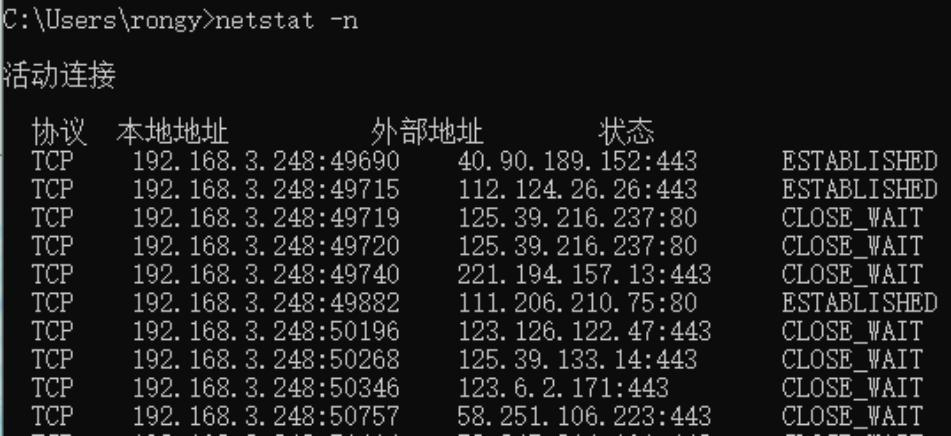 C:\Users\rongy>netstat -n
活动连接
协议 本地地址 外部地址 状态
TCP 192.168.3.248:49690 40.90.189.152:443 ESTABLISHED
TCP 192.168.3.248:49715 112.124.26.26:443 ESTABLISHED
TCP 192.168.3.248:49719 125.39.216.237:80 CLOSE_WAIT
TCP 192.168.3.248:49720 125.39.216.237:80 CLOSE_WAIT
TCP 192.168.3.248:49740 221.194.157.13:443 CLOSE_WAIT
TCP 192.168.3.248:49882 111.206.210.75:80 ESTABLISHED
TCP 192.168.3.248:50196 123.126.122.47:443 CLOSE_WAIT
TCP 192.168.3.248:50268 125.39.133.14:443 CLOSE_WAIT
TCP 192.168.3.248:50346 123.6.2.171:443 CLOSE_WAIT
TCP 192.168.3.248:50757 58.251.106.223:443 CLOSE_WAIT